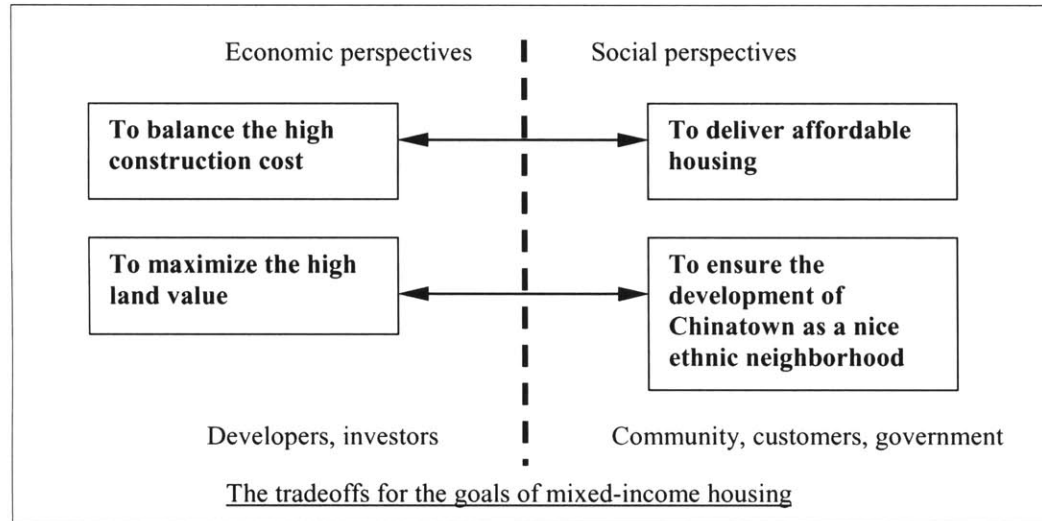 Economic perspectives
Social perspectives
To balance the high
construction cost
To deliver affordable
housing
To maximize the high
land value
To ensure the
development of
Chinatown as a nice
ethnic neighborhood
Developers, investors
Community, customers, government
The tradeoffs for the goals of mixed-income housing